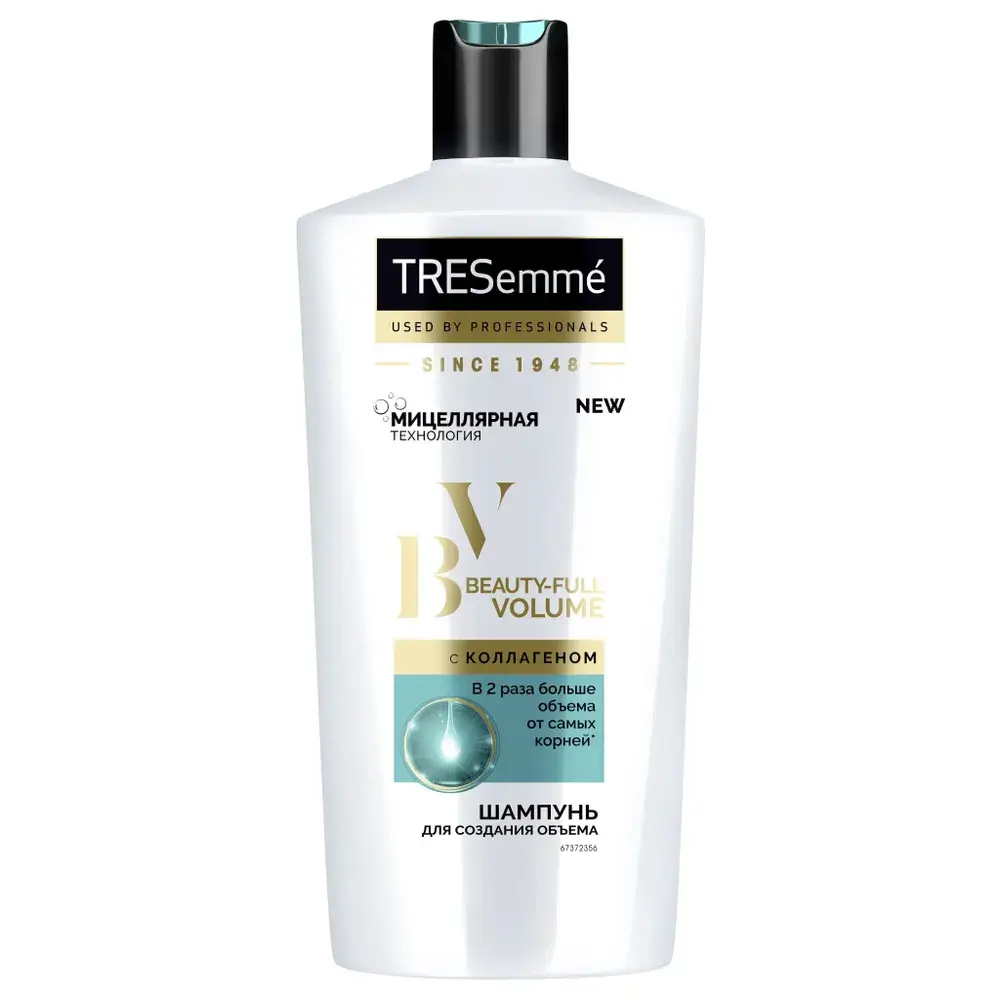 TRESemmé
USED BY PROFESSIONALS
SINCE 1948
NEW
МИЦЕЛЛЯРНАЯ
ТЕХНОЛОГИЯ
BV
BEAUTY-FULL
VOLUME
С КОЛЛАГЕНОМ
В 2 раза больше
объема
от самых
корней*
ШАМПУНЬ
ДЛЯ СОЗДАНИЯ ОБЪЕМА
67372356